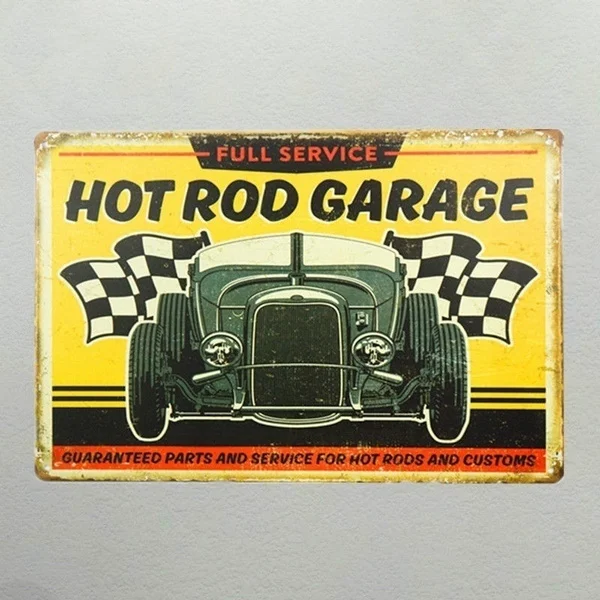 FULL SERVICE
HOT ROD GARAGE
GUARANTEED PARTS AND SERVICE FOR HOT RODS AND CUSTOMS